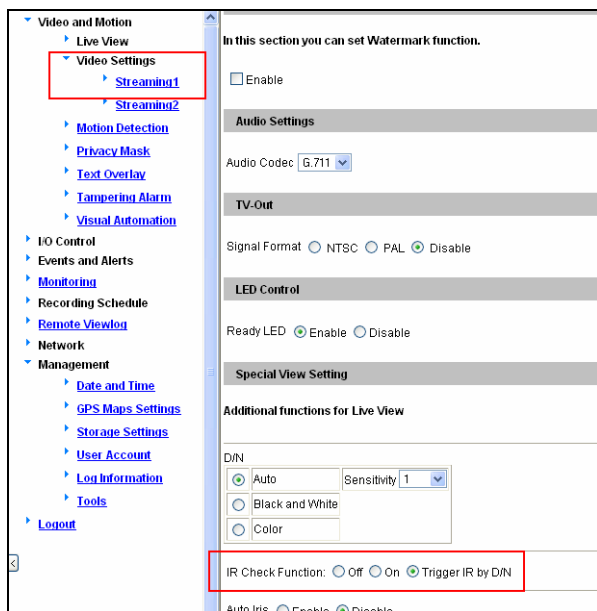 Video and Motion
Live View
Video Settings
Streaming1
Streaming2
Motion Detection
Privacy Mask
Text Overlay
Tampering Alarm
Visual Automation
I/O Control
Events and Alerts
Monitoring
Recording Schedule
Remote Viewlog
Network
Management
Date and Time
GPS Maps Settings
Storage Settings
User Account
Log Information
Tools
Logout
In this section you can set Watermark function.
Enable
Audio Settings
Audio Codec G.711
TV-Out
Signal Format NTSC PAL Disable
LED Control
Ready LED Enable Disable
Special View Setting
Additional functions for Live View
D/N
Auto Sensitivity 1
Black and White
Color
IR Check Function: Off On Trigger IR by D/N
Auto Iris Enable Disable